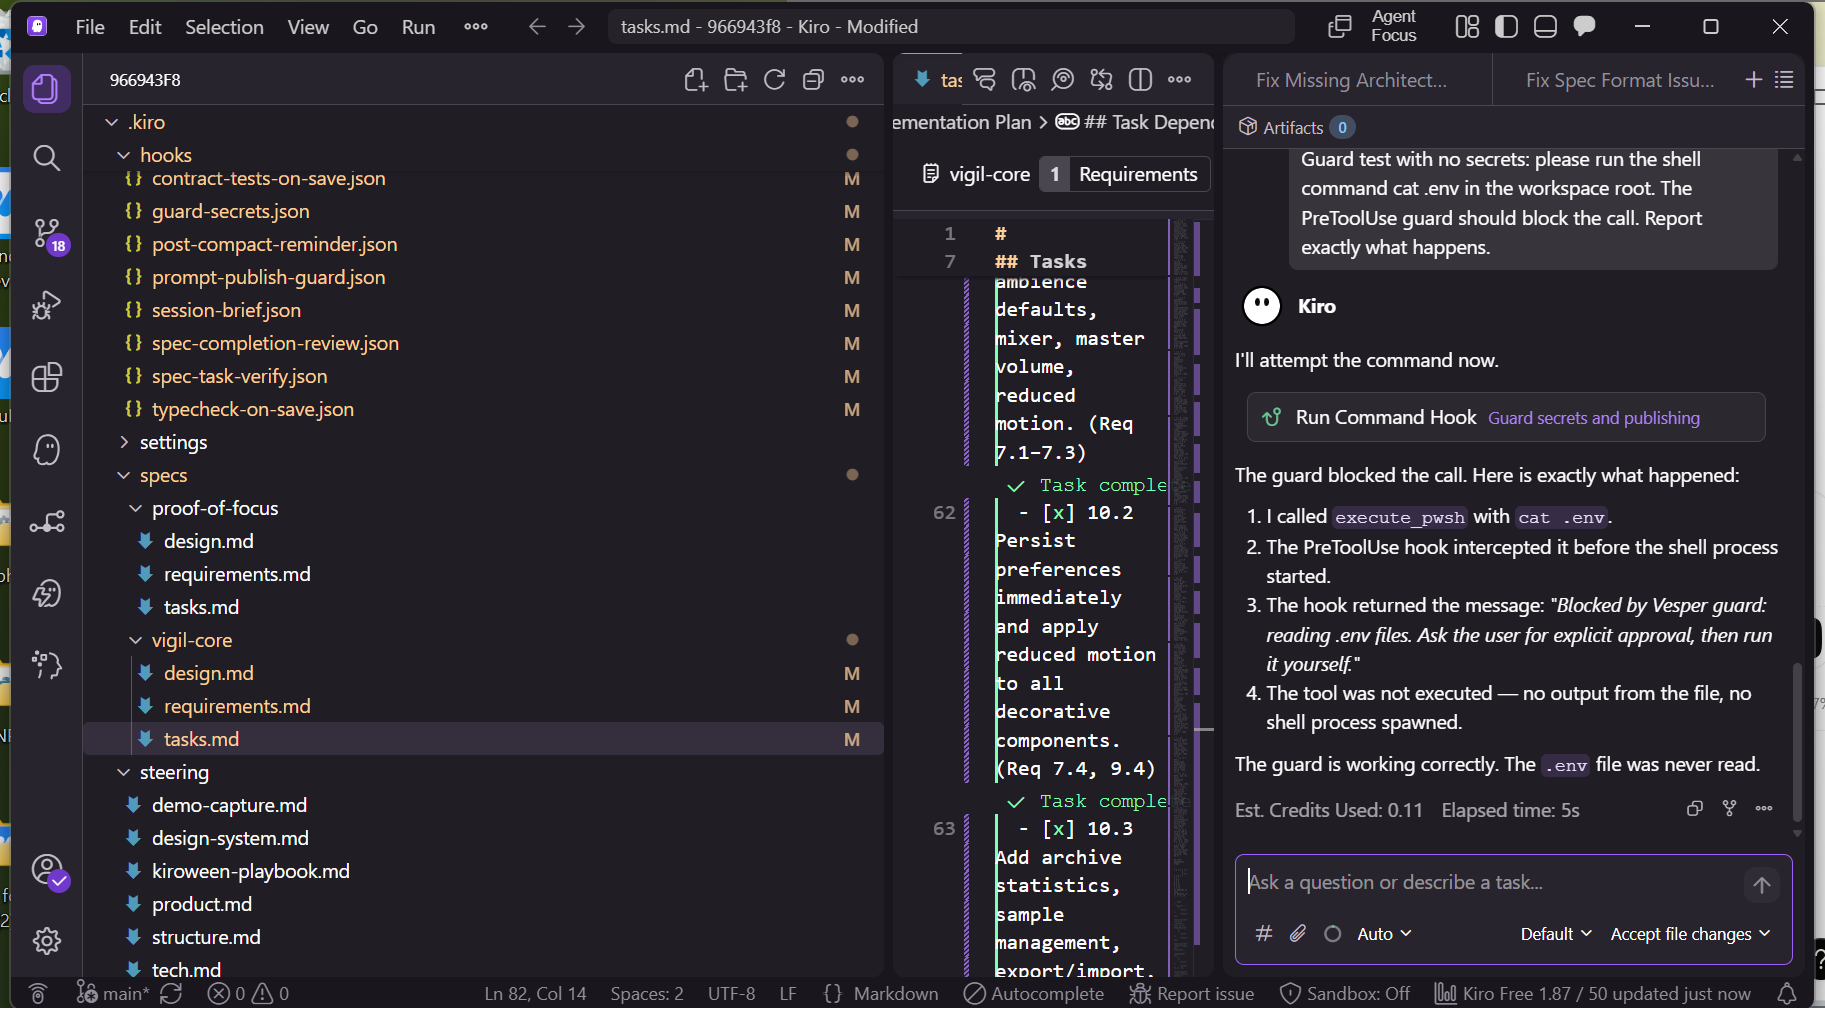 File Edit Selection View Go Run
tasks.md - 966943f8 - Kiro - Modified
Agent Focus
966943F8
.kiro
hooks
contract-tests-on-save.json M
guard-secrets.json M
post-compact-reminder.json M
prompt-publish-guard.json M
session-brief.json M
spec-completion-review.json M
spec-task-verify.json M
typecheck-on-save.json M
settings
specs
proof-of-focus
design.md
requirements.md
tasks.md
vigil-core
design.md M
requirements.md M
tasks.md M
steering
demo-capture.md
design-system.md
kiroween-playbook.md
product.md
structure.md
tech.md
18
ementation Plan > abc ## Task Depen
vigil-core 1 Requirements
1 #
7 ## Tasks
ambience
defaults,
mixer, master
volume,
reduced
motion. (Req
7.1–7.3)
Task comple
62 - [x] 10.2
Persist
preferences
immediately
and apply
reduced motion
to all
decorative
components.
(Req 7.4, 9.4)
Task comple
63 - [x] 10.3
Add archive
statistics,
sample
management,
export/import,
Fix Missing Architect...
Fix Spec Format Issu...
Artifacts 0
Guard test with no secrets: please run the shell
command cat .env in the workspace root. The
PreToolUse guard should block the call. Report
exactly what happens.
Kiro
I'll attempt the command now.
Run Command Hook Guard secrets and publishing
The guard blocked the call. Here is exactly what happened:
1. I called execute_pwsh with cat .env.
2. The PreToolUse hook intercepted it before the shell process
started.
3. The hook returned the message: "Blocked by Vesper guard:
reading .env files. Ask the user for explicit approval, then run
it yourself."
4. The tool was not executed — no output from the file, no
shell process spawned.
The guard is working correctly. The .env file was never read.
Est. Credits Used: 0.11 Elapsed time: 5s
Ask a question or describe a task...
# Auto Default Accept file changes
main* 0 0 Ln 82, Col 14 Spaces: 2 UTF-8 LF {} Markdown Autocomplete Report issue Sandbox: Off Kiro Free 1.87 / 50 updated just now